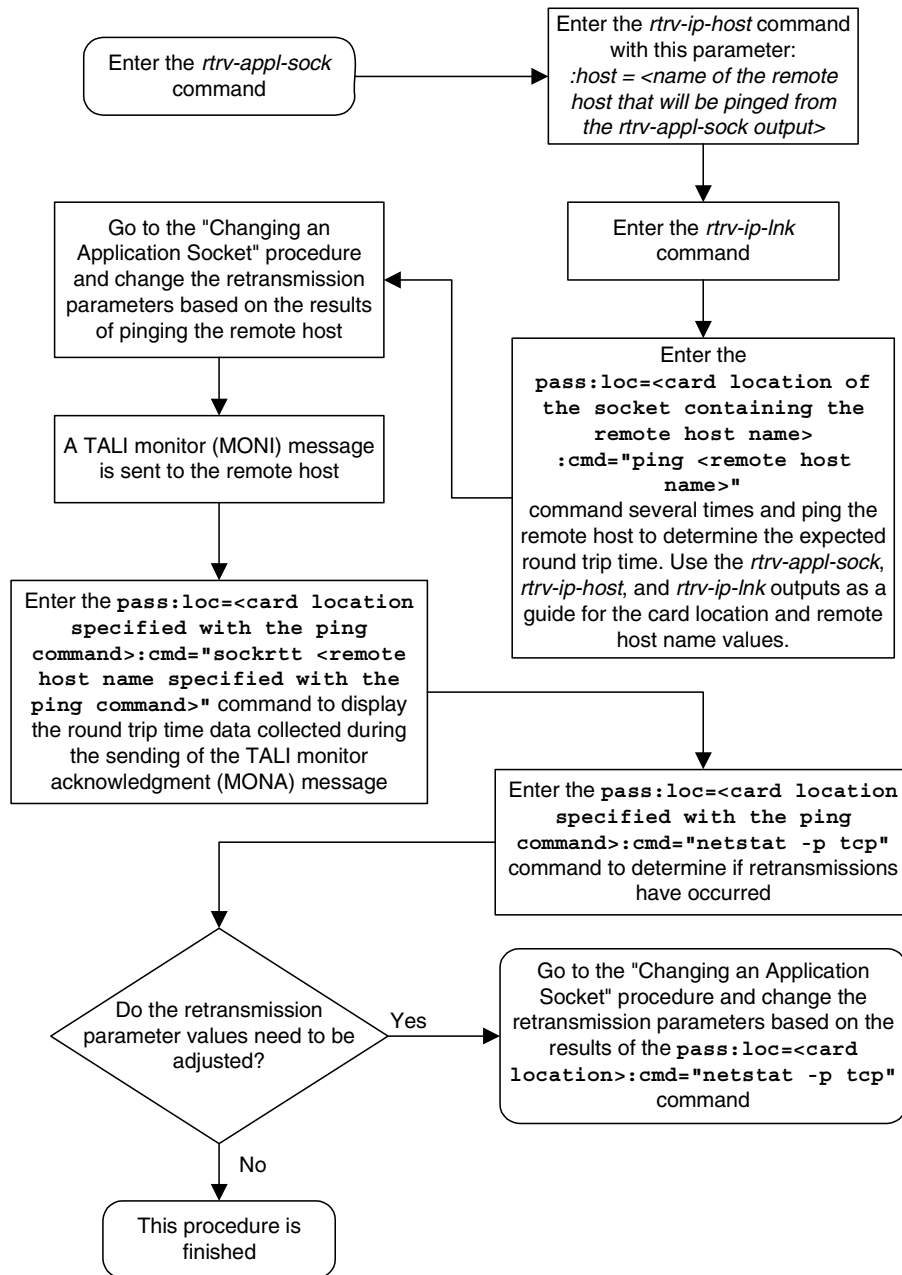 Enter the rtrv-appl-sock
command
Enter the rtrv-ip-host command
with this parameter:
:host = <name of the remote
host that will be pinged from
the rtrv-appl-sock output>
Enter the rtrv-ip-lnk
command
Enter the
pass:loc=<card location of
the socket containing the
remote host name>
:cmd="ping <remote host
name>"
command several times and ping the
remote host to determine the expected
round trip time. Use the rtrv-appl-sock,
rtrv-ip-host, and rtrv-ip-lnk outputs as a
guide for the card location and remote
host name values.
Go to the "Changing an
Application Socket" procedure
and change the retransmission
parameters based on the results
of pinging the remote host
A TALI monitor (MONI) message
is sent to the remote host
Enter the pass:loc=<card location
specified with the ping
command>:cmd="sockrtt <remote
host name specified with the
ping command>" command to display
the round trip time data collected during
the sending of the TALI monitor
acknowledgment (MONA) message
Enter the pass:loc=<card location
specified with the ping
command>:cmd="netstat -p tcp"
command to determine if retransmissions
have occurred
Do the retransmission
parameter values need to be
adjusted?
Yes
Go to the "Changing an Application
Socket" procedure and change the
retransmission parameters based on the
results of the pass:loc=<card
location>:cmd="netstat -p tcp"
command
No
This procedure is
finished